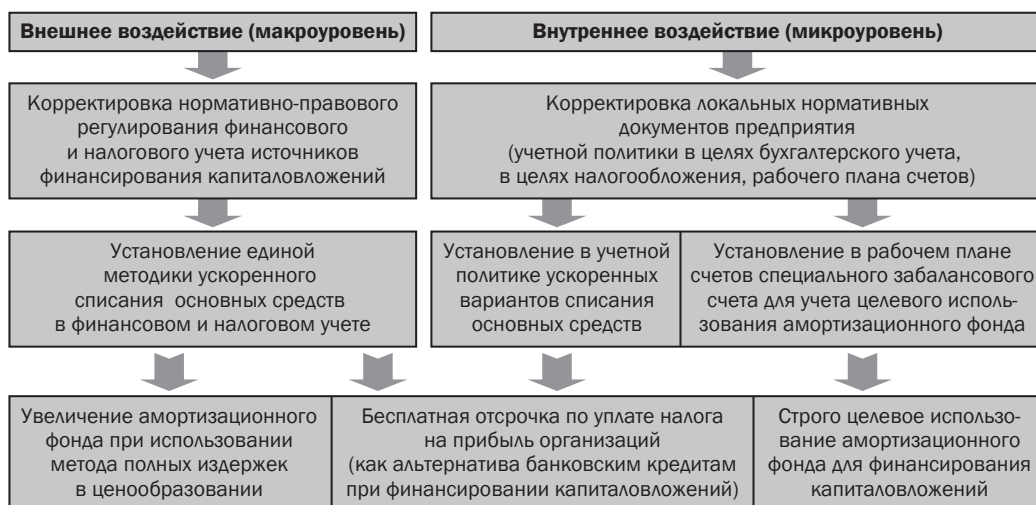 Внешнее воздействие (макроуровень)
Внутреннее воздействие (микроуровень)
Корректировка нормативно-правового
регулирования финансового
и налогового учета источников
финансирования капиталовложений
Корректировка локальных нормативных
документов предприятия
(учетной политики в целях бухгалтерского учета,
в целях налогообложения, рабочего плана счетов)
Установление единой
методики ускоренного
списания основных средств
в финансовом и налоговом учете
Установление в учетной
политике ускоренных
вариантов списания
основных средств
Установление в рабочем плане
счетов специального забалансового
счета для учета целевого исполь-
зования амортизационного фонда
Увеличение амортизационного
фонда при использовании
метода полных издержек
в ценообразовании
Бесплатная отсрочка по уплате налога
на прибыль организаций
(как альтернатива банковским кредитам
при финансировании капиталовложений)
Строго целевое использо-
вание амортизационного
фонда для финансирования
капиталовложений